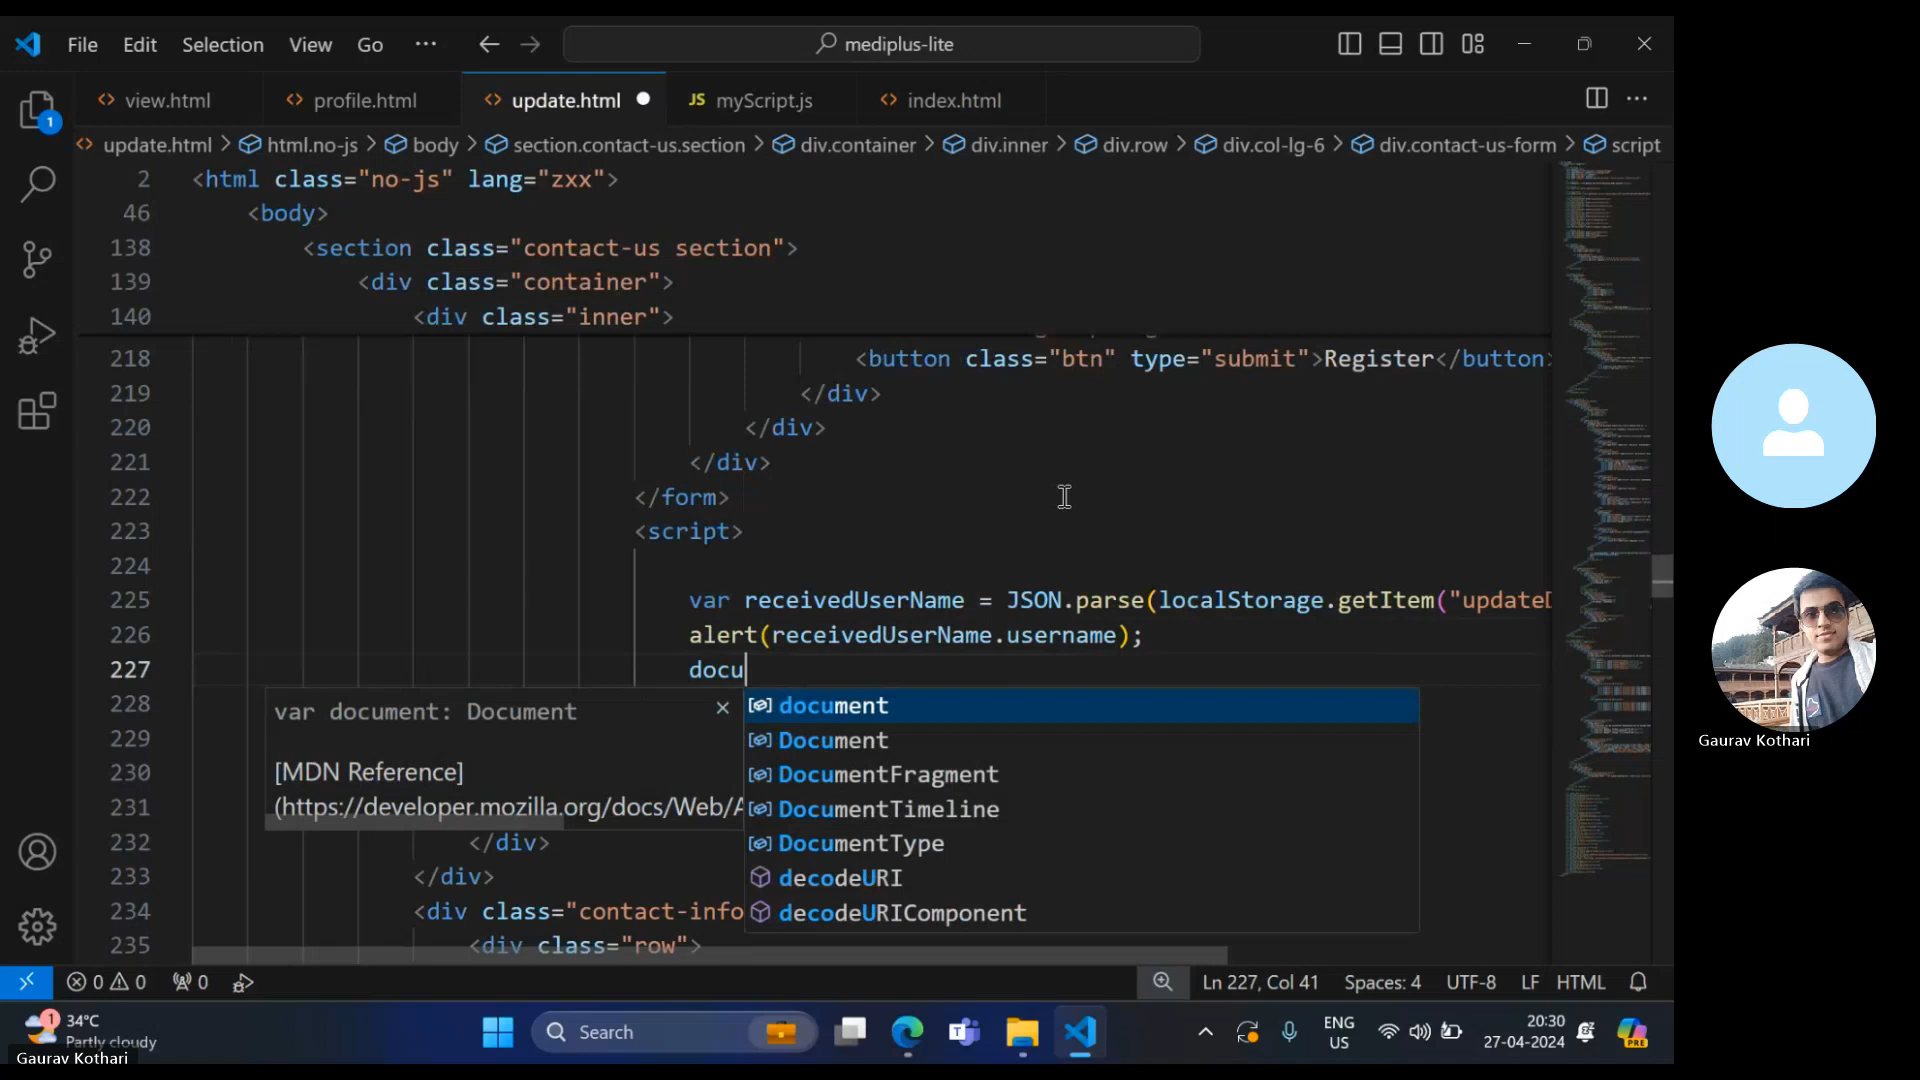 File Edit Selection View Go ··· mediplus-lite
view.html profile.html update.html JS myScript.js index.html
update.html > html.no-js > body > section.contact-us.section > div.container > div.inner > div.row > div.col-lg-6 > div.contact-us-form > script
2 <html class="no-js" lang="zxx">
46 <body>
138 <section class="contact-us section">
139 <div class="container">
140 <div class="inner">
218 <button class="btn" type="submit">Register</button>
219 </div>
220 </div>
221 </div>
222 </form>
223 <script>
224
225 var receivedUserName = JSON.parse(localStorage.getItem("updateD
226 alert(receivedUserName.username);
227 docu
228 var document: Document
document
229 Document
230 [MDN Reference]
DocumentFragment
231 (https://developer.mozilla.org/docs/Web/A
DocumentTimeline
232 </div>
DocumentType
233 </div>
decodeURI
234 <div class="contact-info
decodeURIComponent
235 <div class="row">
1
0 0 0 Ln 227, Col 41 Spaces: 4 UTF-8 LF HTML
1 34°C
Partly cloudy
Search
ENG
US
20:30
27-04-2024
PRE
Gaurav Kothari
Gaurav Kothari